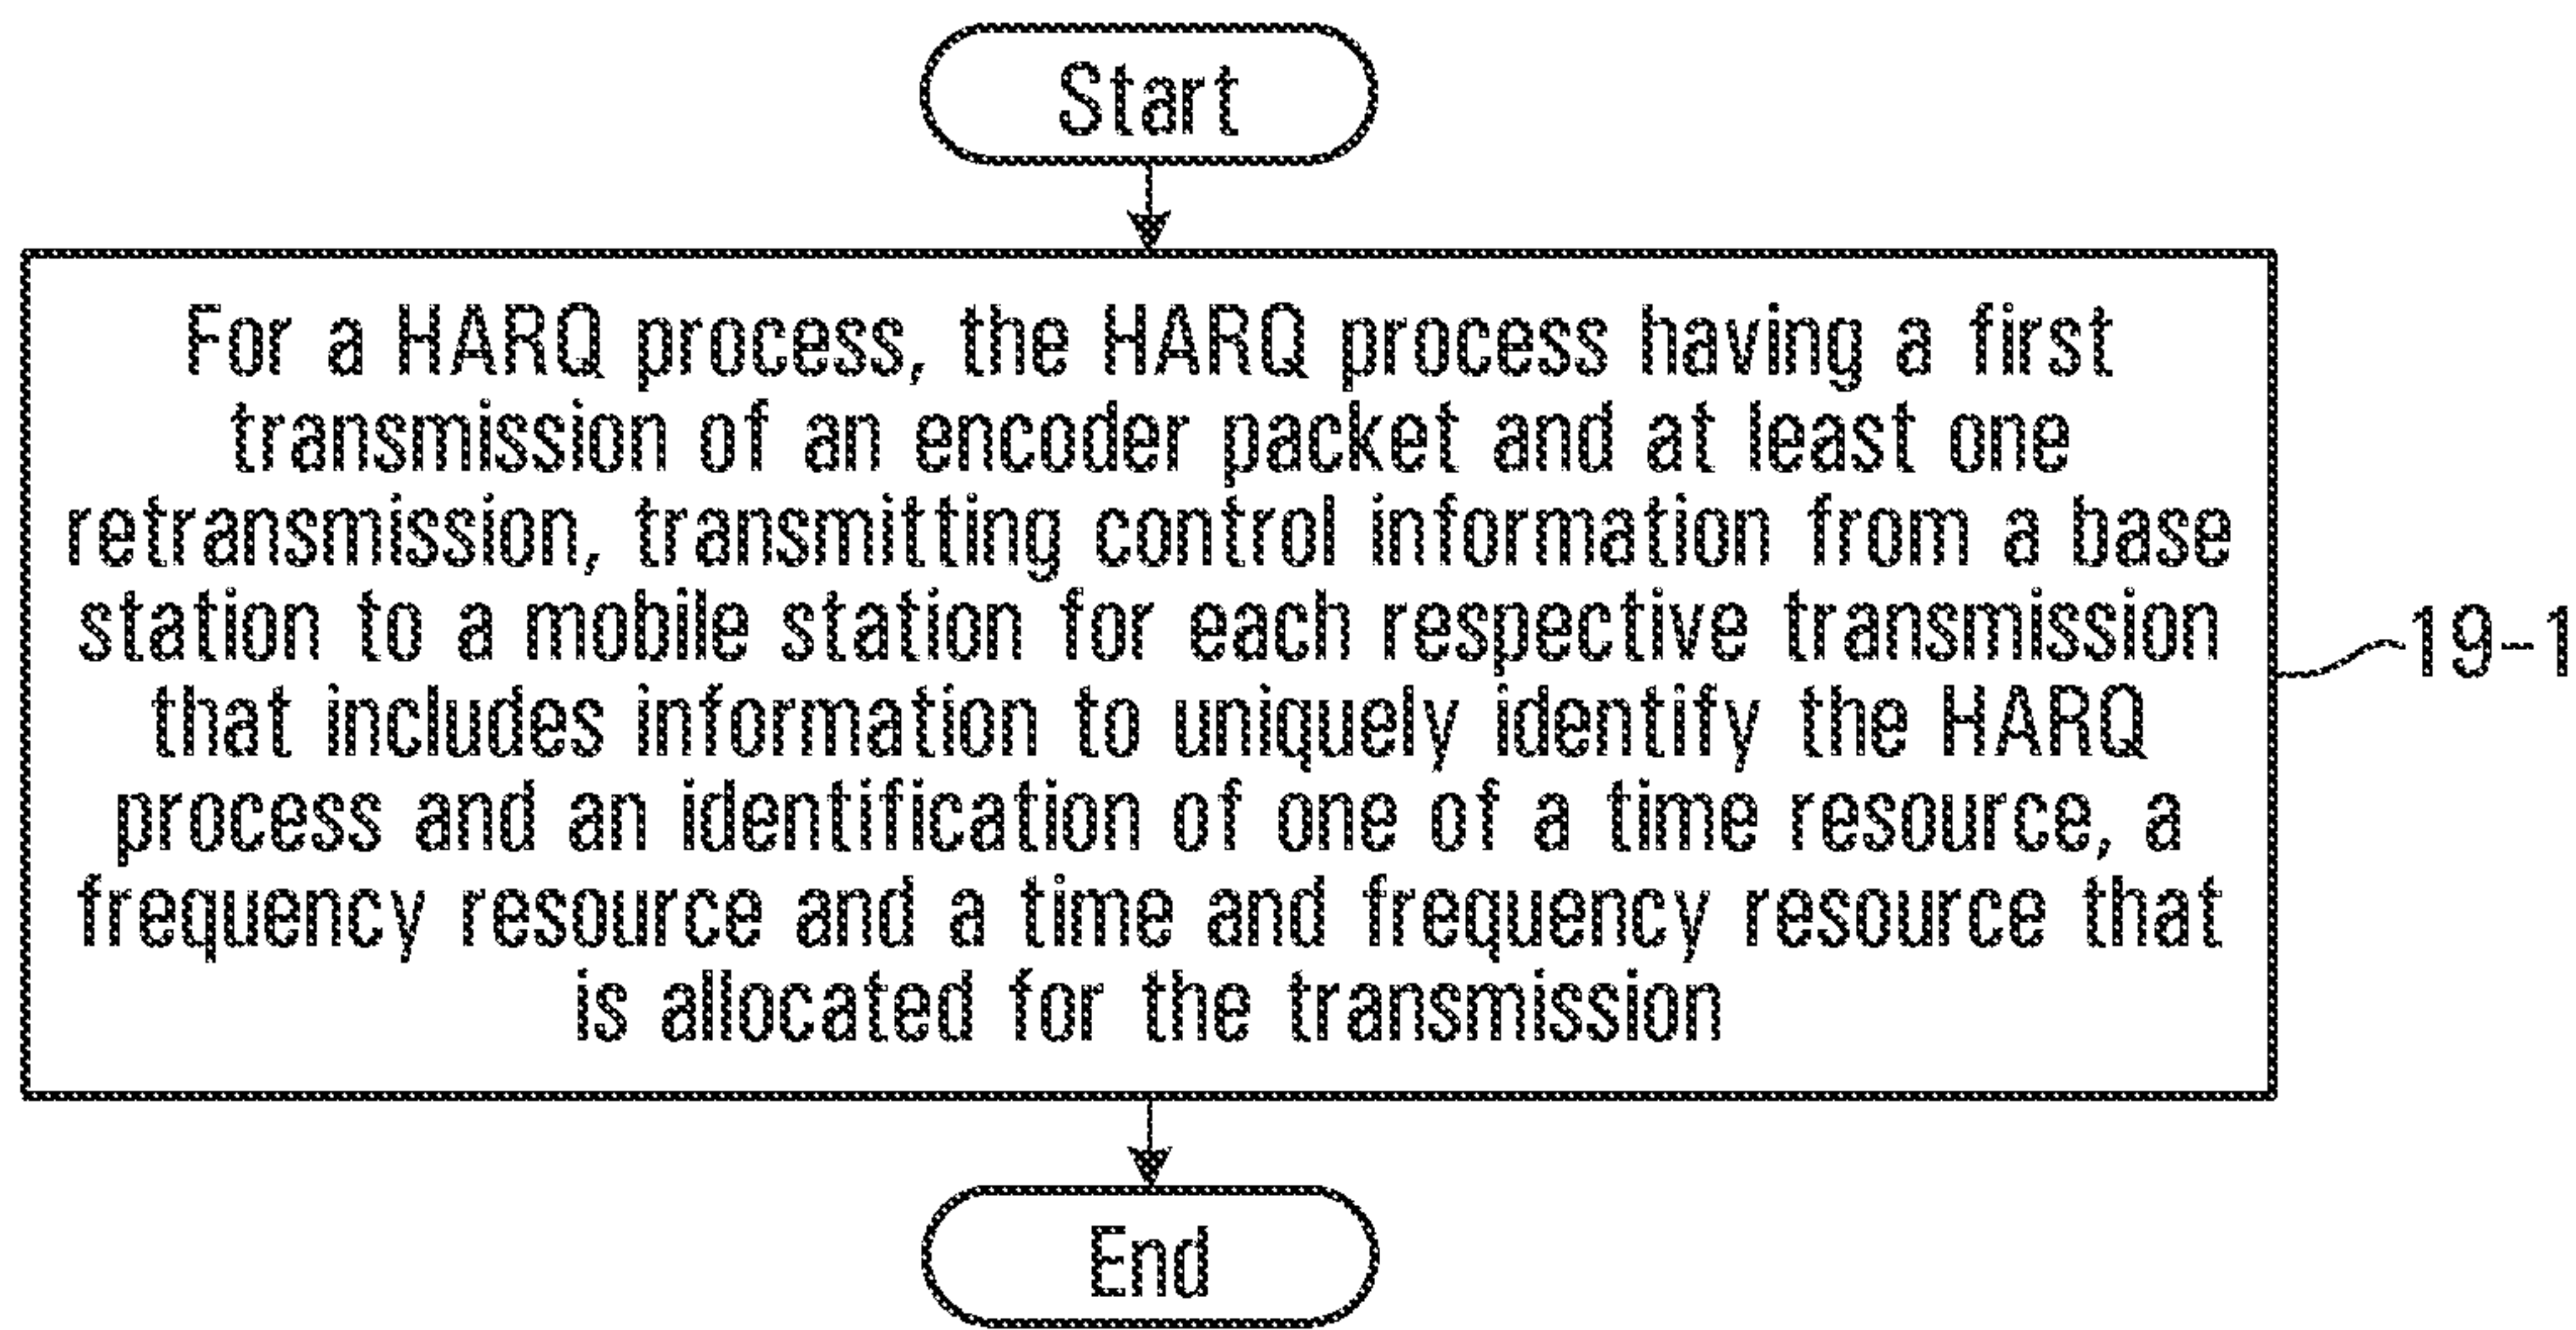 Start
For a HARQ process, the HARQ process having a first
transmission of an encoder packet and at least one
retransmission, transmitting control information from a base
station to a mobile station for each respective transmission
that includes information to uniquely identify the HARQ
process and an identification of one of a time resource, a
frequency resource and a time and frequency resource that
is allocated for the transmission
19-1
End